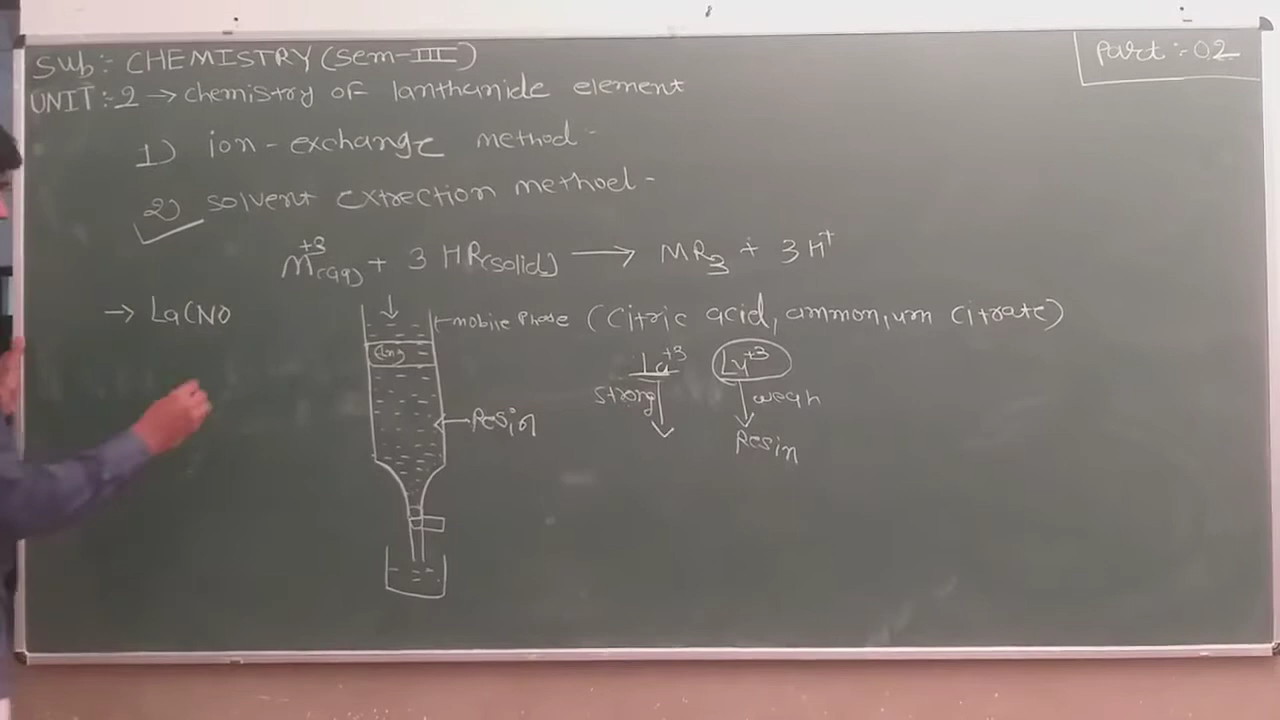 Sub:- CHEMISTRY (Sem-III)
Part:-02
UNIT:-2 → chemistry of lanthanide element
1) ion-exchange method-
2) solvent extrection method-
M+3(aq) + 3 HR(solid) → MR3 + 3H+
→ La(NO
mobile Phase (citric acid, ammonium citrate)
La+3 Lu+3
strong weak
Resin
Resin